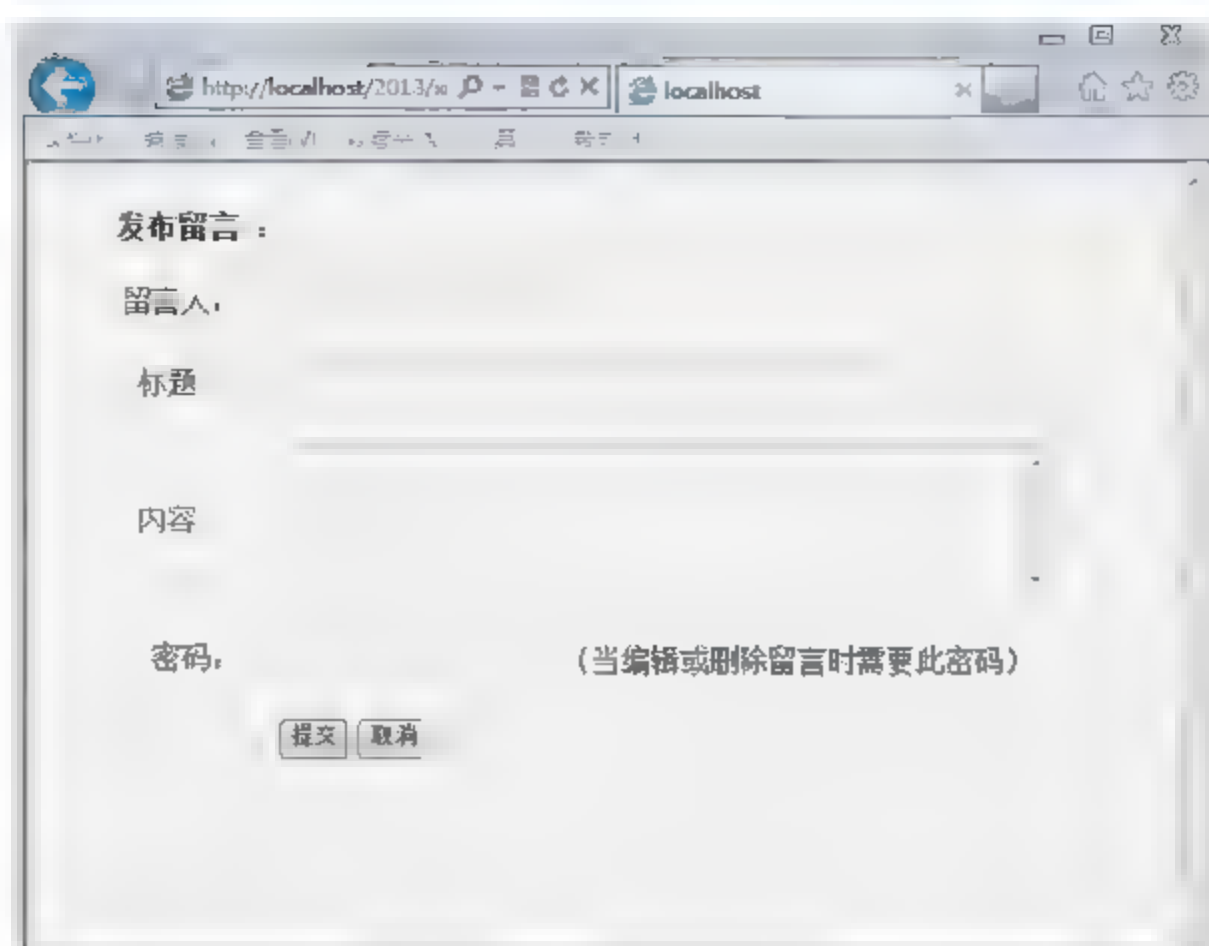 http://localhost/2013/ localhost
发布留言：
留言人：
标题
内容
密码： (当编辑或删除留言时需要此密码)
提交 取消